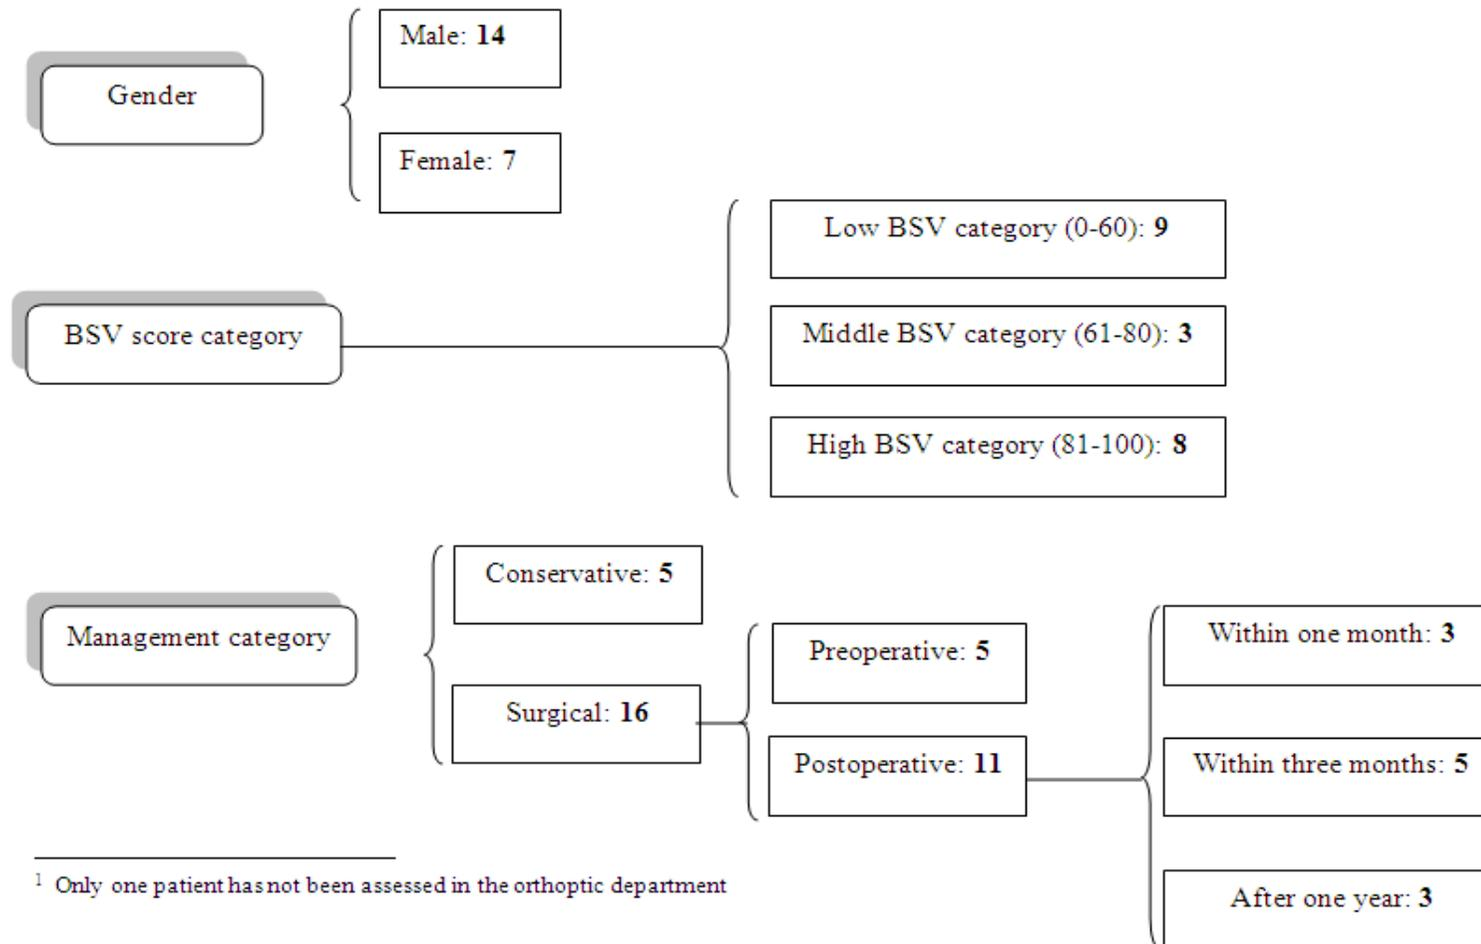 Gender
Male: 14
Female: 7
BSV score category
Low BSV category (0-60): 9
Middle BSV category (61-80): 3
High BSV category (81-100): 8
Management category
Conservative: 5
Surgical: 16
Preoperative: 5
Postoperative: 11
Within one month: 3
Within three months: 5
After one year: 3
1 Only one patient has not been assessed in the orthoptic department